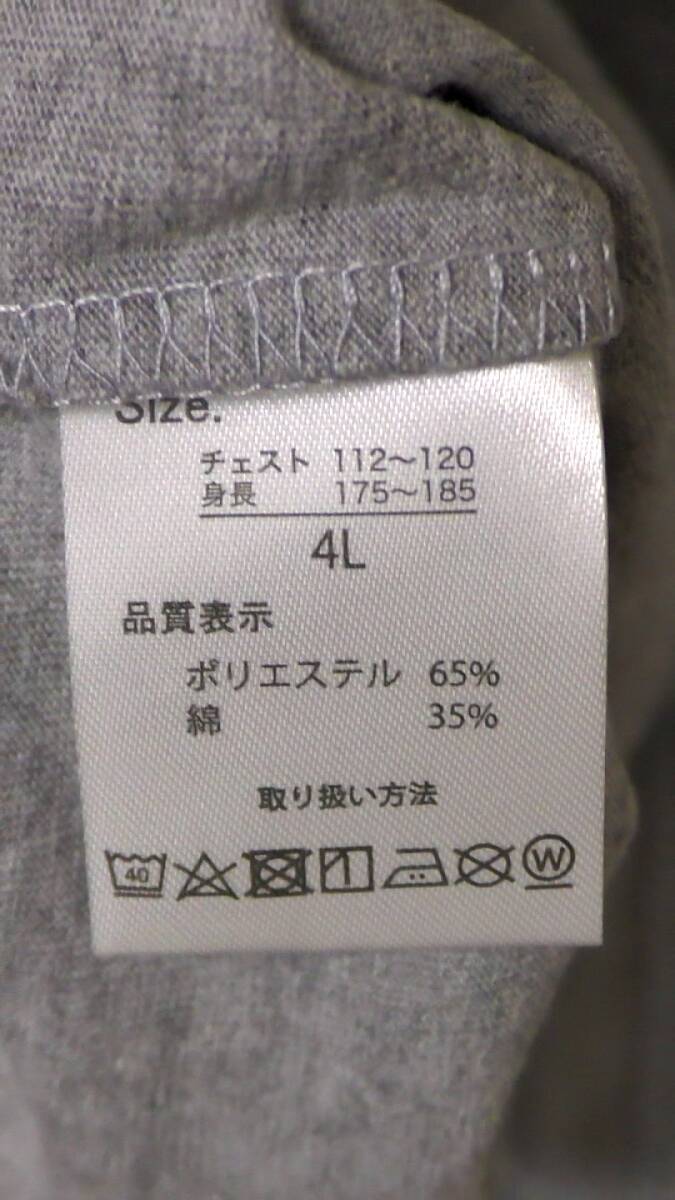 Size.
チェスト 112〜120
身長 175〜185
4L
品質表示
ポリエステル 65%
綿 35%
取り扱い方法
40
W